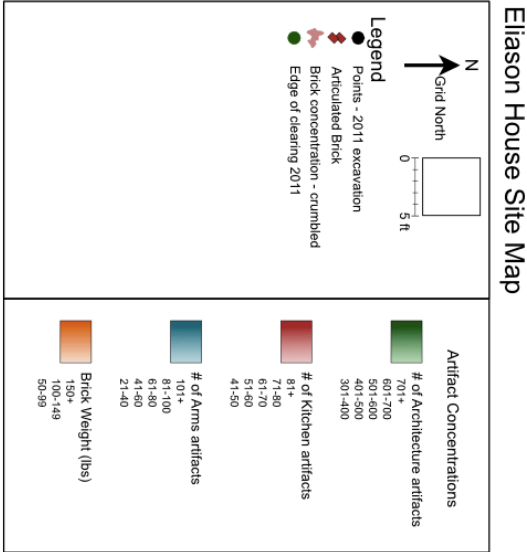 Eliason House Site Map
N
Grid North
0
5 ft
Legend
Points - 2011 excavation
Articulated Brick
Brick concentration - crumbled
Edge of clearing 2011
Artifact Concentrations
# of Architecture artifacts
701+
601-700
501-600
401-500
301-400
# of Kitchen artifacts
81+
71-80
61-70
51-60
41-50
# of Arms artifacts
101+
81-100
61-80
41-60
21-40
Brick Weight (lbs)
150+
100-149
50-99